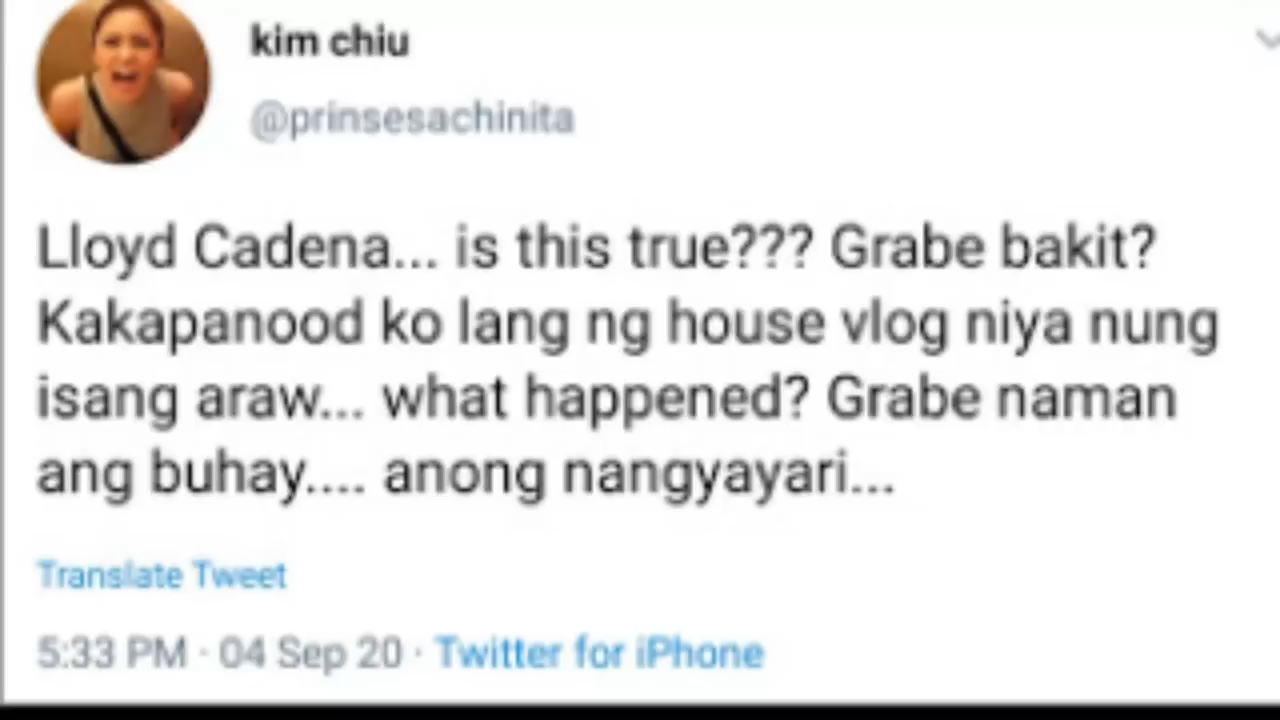 kim chiu
@prinsesachinita
Lloyd Cadena... is this true??? Grabe bakit?
Kakapanood ko lang ng house vlog niya nung
isang araw... what happened? Grabe naman
ang buhay.... anong nangyayari...
Translate Tweet
5:33 PM · 04 Sep 20 · Twitter for iPhone